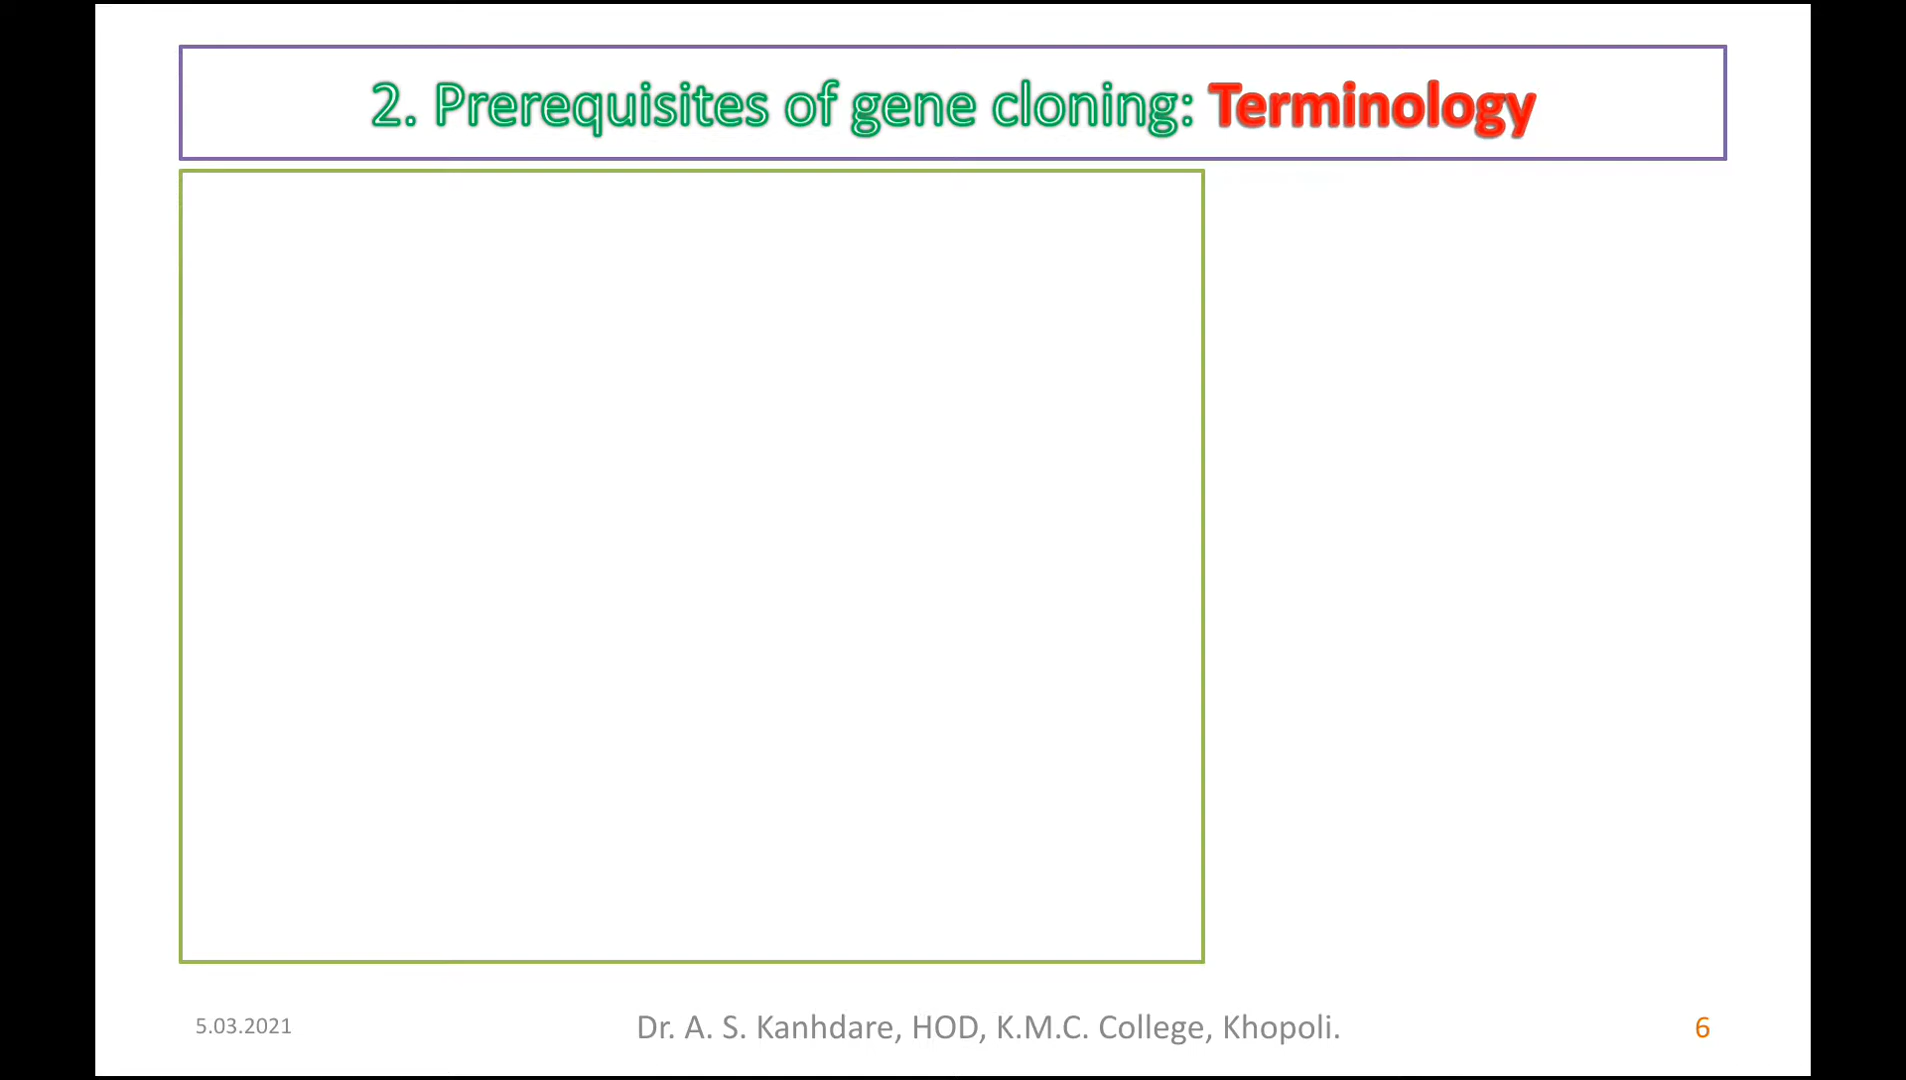 2. Prerequisites of gene cloning: Terminology
5.03.2021
Dr. A. S. Kanhdare, HOD, K.M.C. College, Khopoli.
6